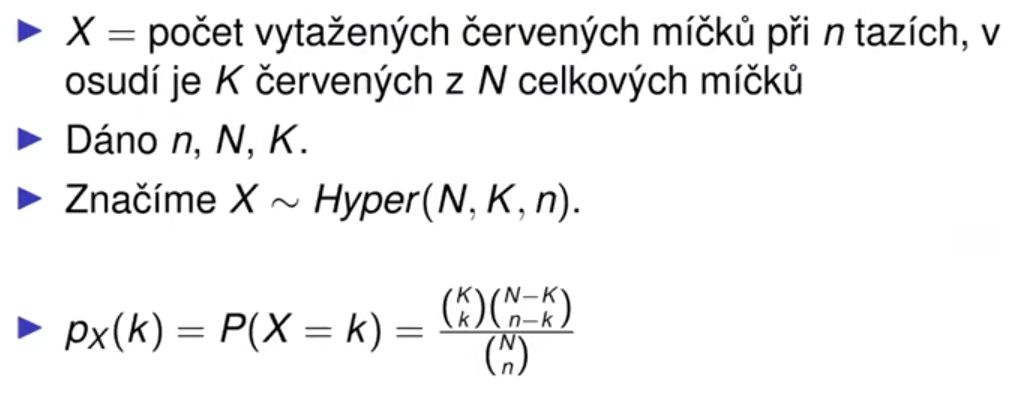 ▶ X = počet vytažených červených míčků při n tazích, v
osudí je K červených z N celkových míčků
▶ Dáno n, N, K.
▶ Značíme X ∼ Hyper(N, K, n).
▶ p_X(k) = P(X = k) = \frac{\binom{K}{k}\binom{N-K}{n-k}}{\binom{N}{n}}